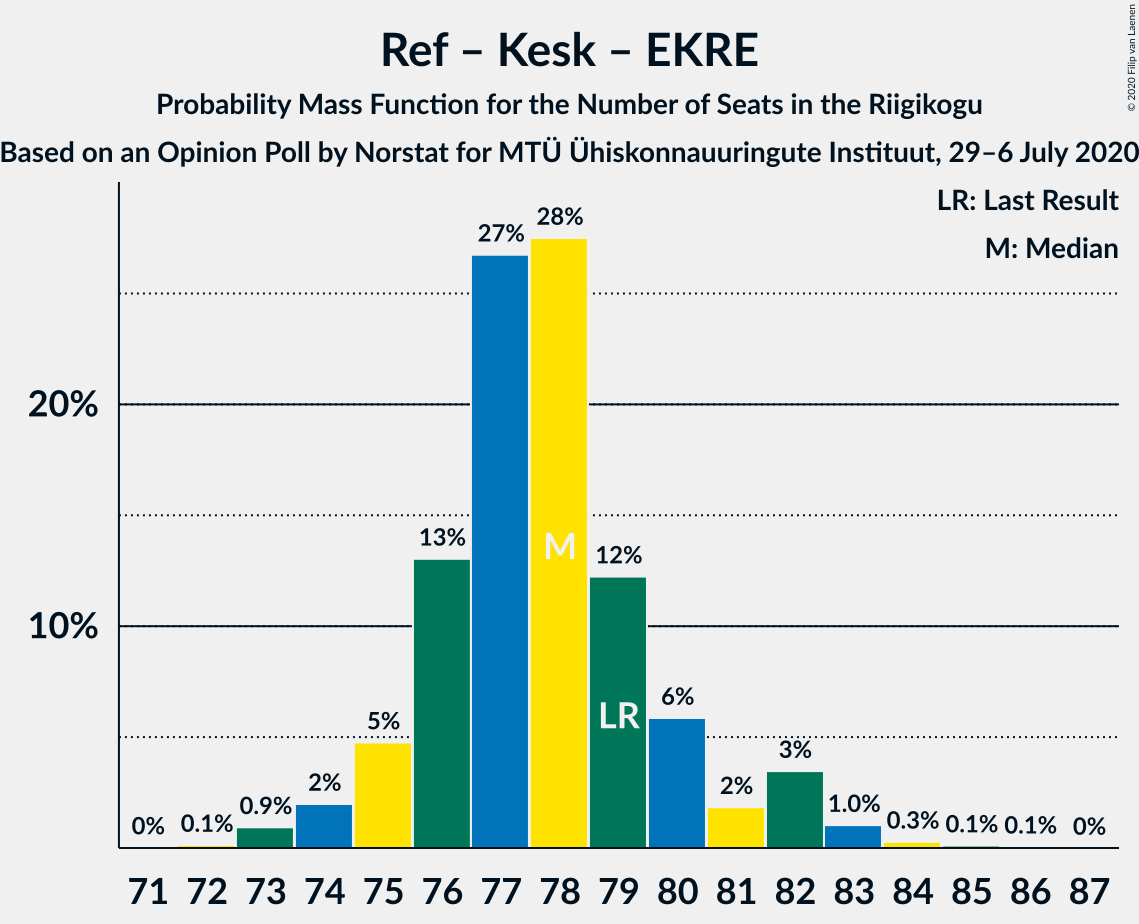 Ref – Kesk – EKRE
Probability Mass Function for the Number of Seats in the Riigikogu
Based on an Opinion Poll by Norstat for MTÜ Ühiskonnauuringute Instituut, 29–6 July 2020
© 2020 Filip van Laenen
LR: Last Result
M: Median
28%
27%
20%
13%
M
12%
10%
LR
6%
5%
3%
2%
2%
1.0%
0.9%
0.3%
0%
0.1%
0.1%
0.1%
0%
71 72 73 74 75 76 77 78 79 80 81 82 83 84 85 86 87